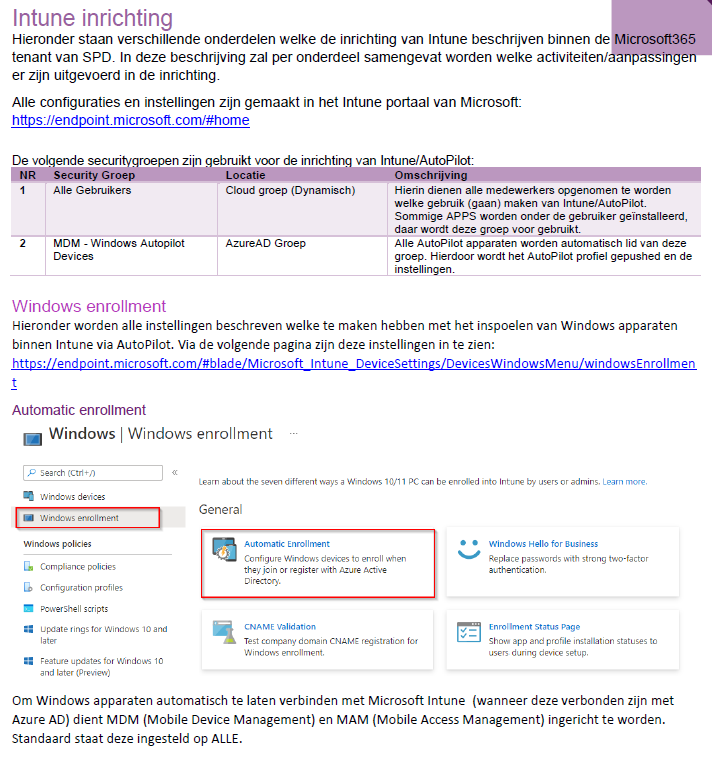 Intune inrichting
Hieronder staan verschillende onderdelen welke de inrichting van Intune beschrijven binnen de Microsoft365
tenant van SPD. In deze beschrijving zal per onderdeel samengevat worden welke activiteiten/aanpassingen
er zijn uitgevoerd in de inrichting.
Alle configuraties en instellingen zijn gemaakt in het Intune portaal van Microsoft:
https://endpoint.microsoft.com/#home
De volgende securitygroepen zijn gebruikt voor de inrichting van Intune/AutoPilot:
NR Security Groep Locatie Omschrijving
1 Alle Gebruikers Cloud groep (Dynamisch) Hierin dienen alle medewerkers opgenomen te worden
welke gebruik (gaan) maken van Intune/AutoPilot.
Sommige APPS worden onder de gebruiker geïnstalleerd,
daar wordt deze groep voor gebruikt.
2 MDM - Windows Autopilot AzureAD Groep Alle AutoPilot apparaten worden automatisch lid van deze
Devices groep. Hierdoor wordt het AutoPilot profiel gepushed en de
instellingen.
Windows enrollment
Hieronder worden alle instellingen beschreven welke te maken hebben met het inspoelen van Windows apparaten
binnen Intune via AutoPilot. Via de volgende pagina zijn deze instellingen in te zien:
https://endpoint.microsoft.com/#blade/Microsoft_Intune_DeviceSettings/DevicesWindowsMenu/windowsEnrollmen
t
Automatic enrollment
Windows | Windows enrollment ...
Search (Ctrl+/) «
Windows devices
Windows enrollment
Windows policies
Compliance policies
Configuration profiles
PowerShell scripts
Update rings for Windows 10 and
later
Feature updates for Windows 10
and later (Preview)
Learn about the seven different ways a Windows 10/11 PC can be enrolled into Intune by users or admins. Learn more.
General
Automatic Enrollment
Configure Windows devices to enroll when
they join or register with Azure Active
Directory.
Windows Hello for Business
Replace passwords with strong two-factor
authentication.
CNAME Validation
Test company domain CNAME registration for
Windows enrollment.
Enrollment Status Page
Show app and profile installation statuses to
users during device setup.
Om Windows apparaten automatisch te laten verbinden met Microsoft Intune (wanneer deze verbonden zijn met
Azure AD) dient MDM (Mobile Device Management) en MAM (Mobile Access Management) ingericht te worden.
Standaard staat deze ingesteld op ALLE.